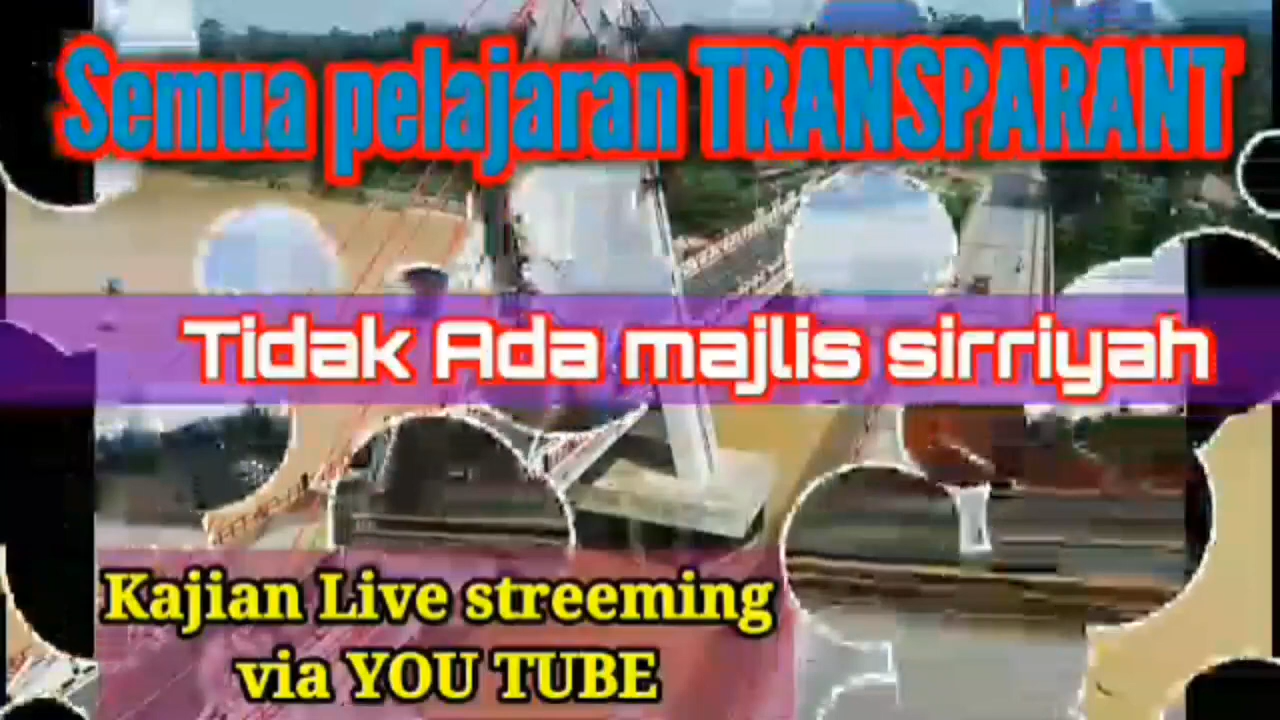 Semua pelajaran TRANSPARANT
Tidak Ada majlis sirriyah
Kajian Live streeming
via YOU TUBE